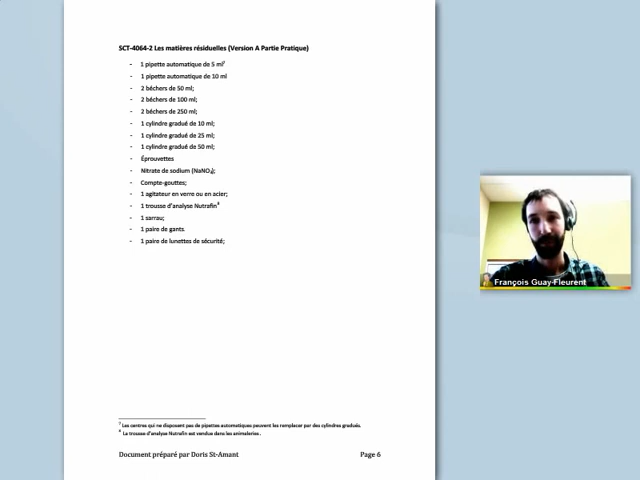 SCT-4064-2 Les matières résiduelles (Version A Partie Pratique)
- 1 pipette automatique de 5 ml⁷
- 1 pipette automatique de 10 ml
- 2 béchers de 50 ml;
- 2 béchers de 100 ml;
- 2 béchers de 250 ml;
- 1 cylindre gradué de 10 ml;
- 1 cylindre gradué de 25 ml;
- 1 cylindre gradué de 50 ml;
- Éprouvettes
- Nitrate de sodium (NaNO₃);
- Compte-gouttes;
- 1 agitateur en verre ou en acier;
- 1 trousse d'analyse Nutrafin⁸
- 1 sarrau;
- 1 paire de gants.
- 1 paire de lunettes de sécurité;
François Guay-Fleurent
⁷ Les centres qui ne disposent pas de pipettes automatiques peuvent les remplacer par des cylindres gradués.
⁸ La trousse d'analyse Nutrafin est vendue dans les animaleries.
Document préparé par Doris St-Amant Page 6